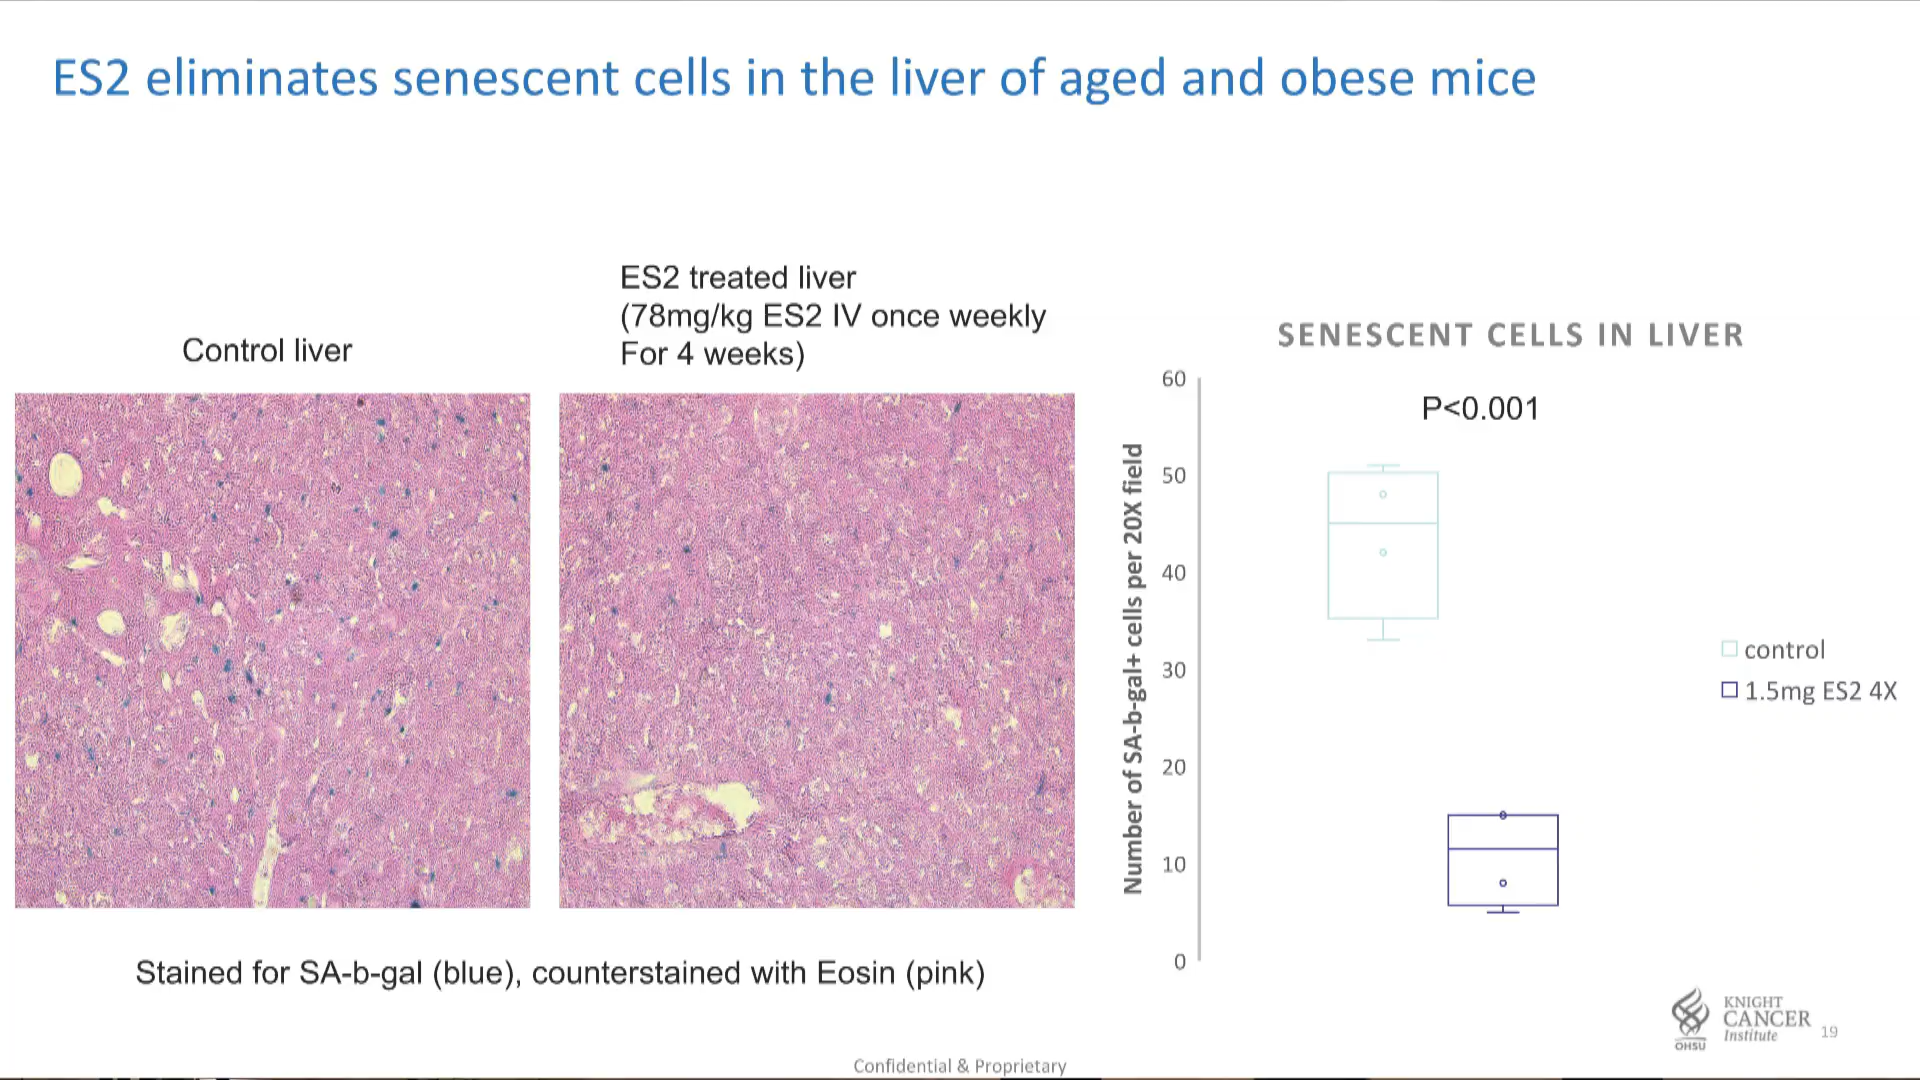 ES2 eliminates senescent cells in the liver of aged and obese mice
Control liver
ES2 treated liver
(78mg/kg ES2 IV once weekly
For 4 weeks)
Stained for SA-b-gal (blue), counterstained with Eosin (pink)
SENESCENT CELLS IN LIVER
P<0.001
Number of SA-b-gal+ cells per 20X field
60
50
40
30
20
10
0
control
1.5mg ES2 4X
KNIGHT
CANCER
Institute
OHSU
19
Confidential & Proprietary